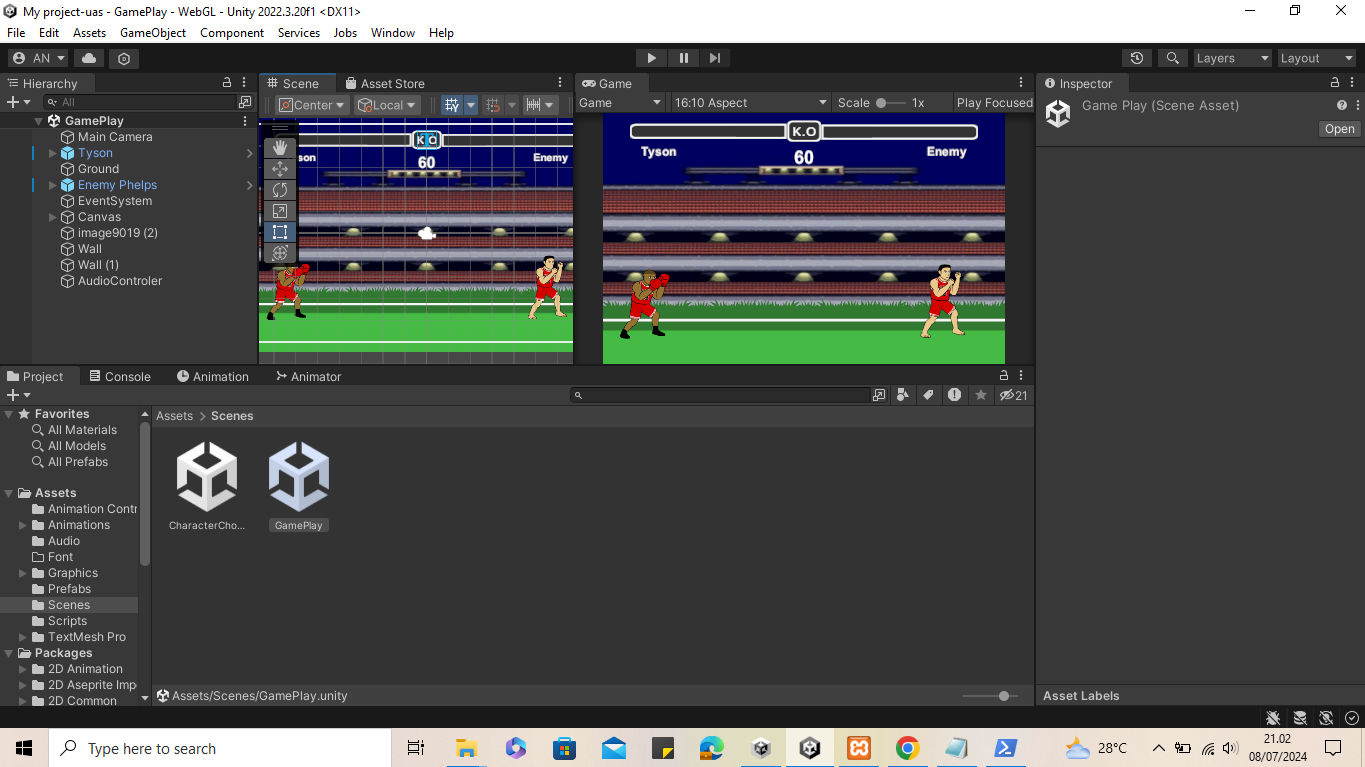 My project-uas - GamePlay - WebGL - Unity 2022.3.20f1 <DX11>
File Edit Assets GameObject Component Services Jobs Window Help
AN Layers Layout
Hierarchy
All
GamePlay
Main Camera
Tyson
Ground
Enemy Phelps
EventSystem
Canvas
image9019 (2)
Wall
Wall (1)
AudioControler
Scene Asset Store
Center Local
K.O
son Enemy
60
Game
Game 16:10 Aspect Scale 1x Play Focused
K.O
Tyson 60 Enemy
Inspector
Game Play (Scene Asset)
Open
Project Console Animation Animator
21
Favorites
All Materials
All Models
All Prefabs
Assets
Animation Contr
Animations
Audio
Font
Graphics
Prefabs
Scenes
Scripts
TextMesh Pro
Packages
2D Animation
2D Aseprite Imp
2D Common
Assets > Scenes
CharacterCho... GamePlay
Assets/Scenes/GamePlay.unity
Asset Labels
Type here to search
28°C
21.02
08/07/2024